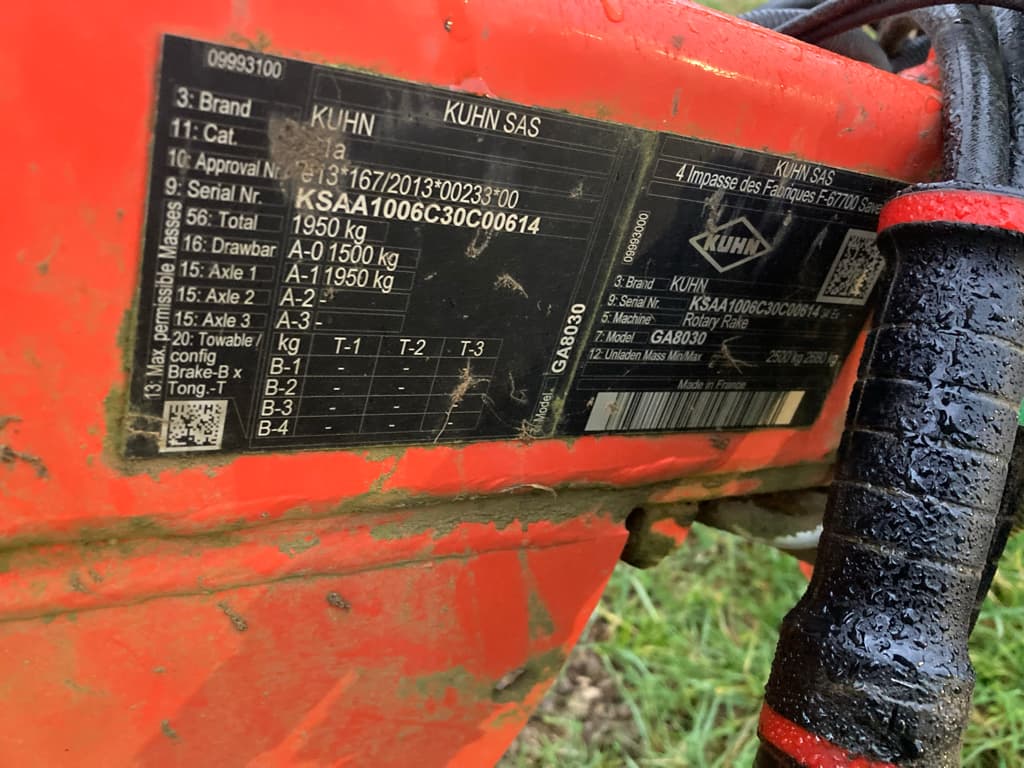 09993100
3: Brand KUHN KUHN SAS
11: Cat.
10: Approval Nr 13*167/2013*00233*00
9: Serial Nr. KSAA1006C30C00614
13: Max. permissible Masses
56: Total 1950 kg
16: Drawbar A-0 1500 kg
15: Axle 1 A-1 1950 kg
15: Axle 2 A-2 -
15: Axle 3 A-3 -
20: Towable / kg T-1 T-2 T-3
config B-1 - - -
Brake-B x B-2 - - -
Tong.-T B-3 - - -
B-4 - - -
Model: GA8030
KUHN SAS
4 Impasse des Fabriques F-67700
KUHN
09993000
3: Brand KUHN
9: Serial Nr. KSAA1006C30C00614
5: Machine Rotary Rake
7: Model GA8030
12: Unladen Mass Min/Max 2500 kg
Made in France